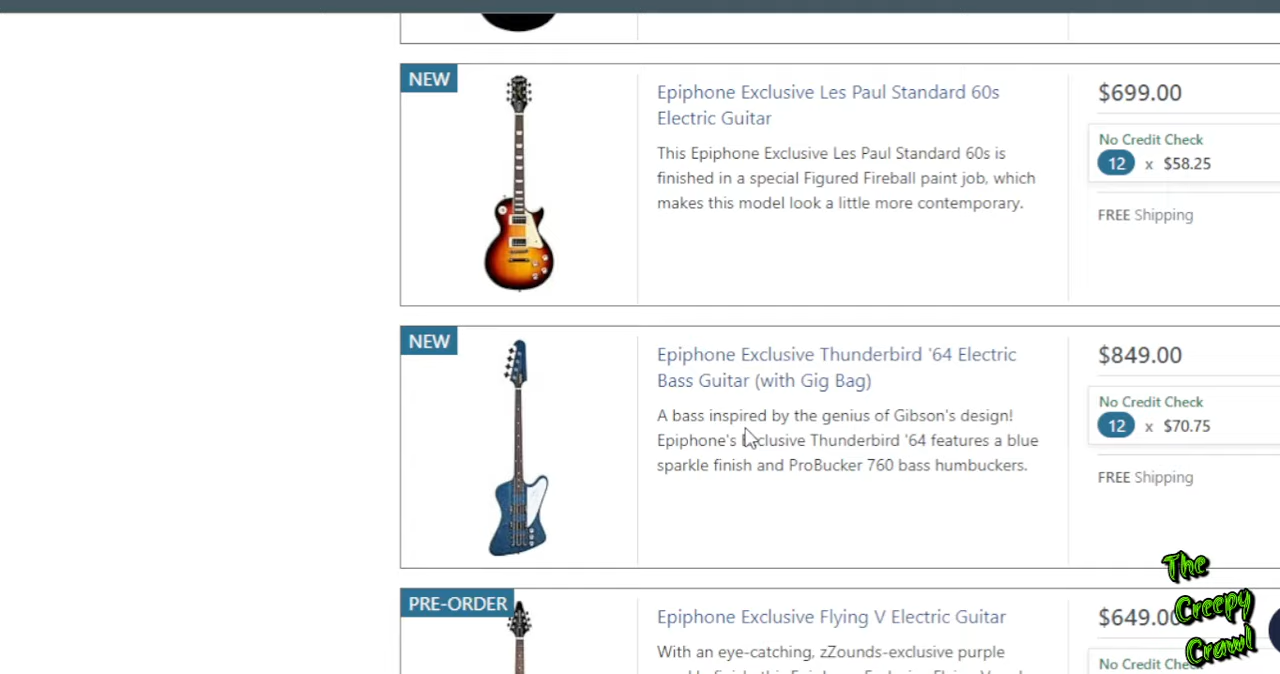 NEW
Epiphone Exclusive Les Paul Standard 60s
Electric Guitar
This Epiphone Exclusive Les Paul Standard 60s is
finished in a special Figured Fireball paint job, which
makes this model look a little more contemporary.
$699.00
No Credit Check
12 x $58.25
FREE Shipping
NEW
Epiphone Exclusive Thunderbird '64 Electric
Bass Guitar (with Gig Bag)
A bass inspired by the genius of Gibson's design!
Epiphone's Exclusive Thunderbird '64 features a blue
sparkle finish and ProBucker 760 bass humbuckers.
$849.00
No Credit Check
12 x $70.75
FREE Shipping
PRE-ORDER
Epiphone Exclusive Flying V Electric Guitar
With an eye-catching, zZounds-exclusive purple
$649.00
No Credit Check
The
Creepy
Crawl